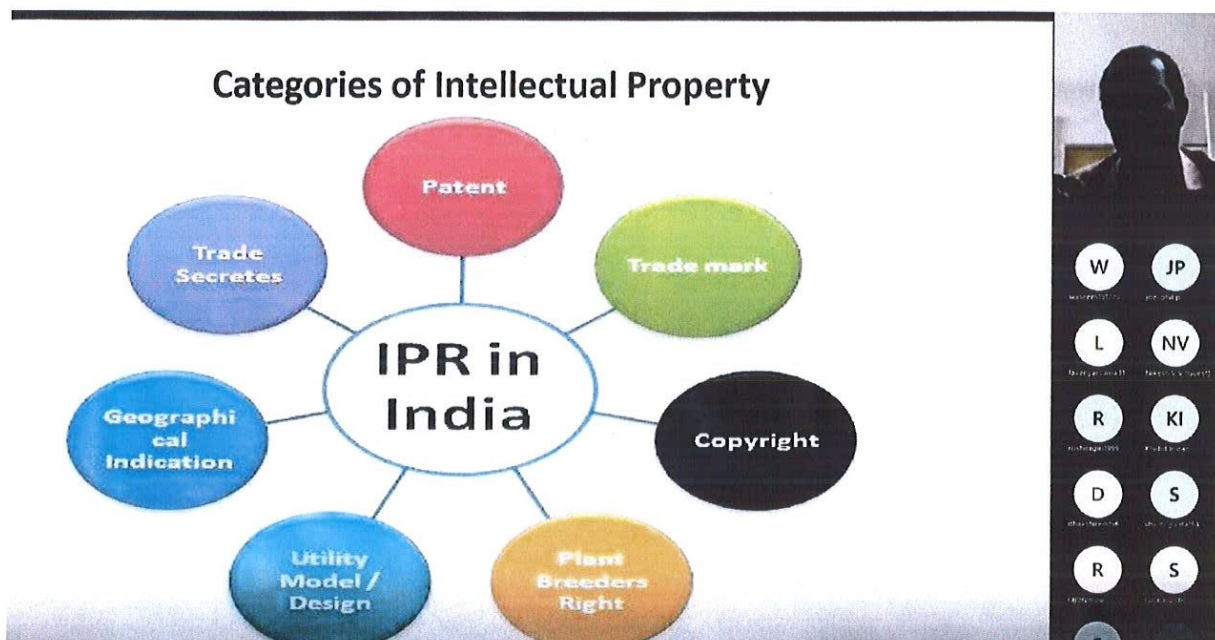 Categories of Intellectual Property
Patent
Trade
Secretes
Trade mark
IPR in
India
Geographi
cal
Indication
Copyright
Utility
Model /
Design
Plant
Breeders
Right
W
JP
L
NV
R
KI
D
S
R
S